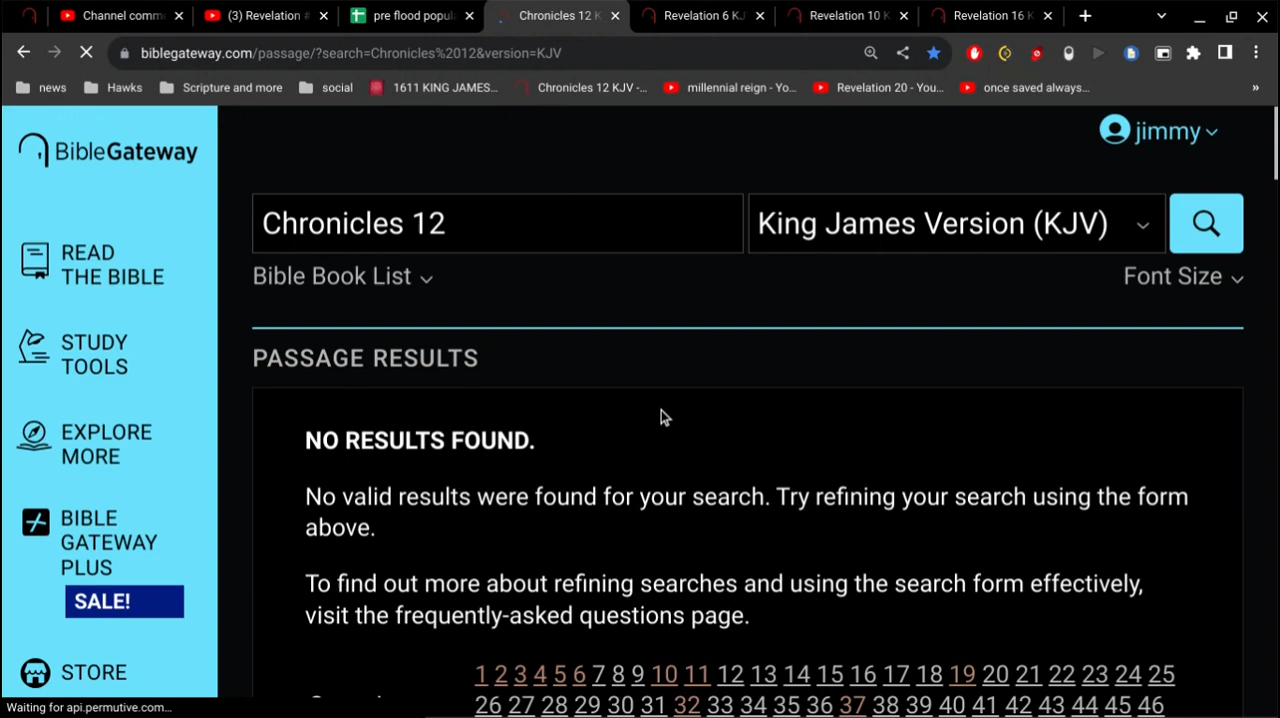 Channel comm
(3) Revelation
pre flood popul
Chronicles 12 K
Revelation 6 KJ
Revelation 10 K
Revelation 16 K
biblegateway.com/passage/?search=Chronicles%2012&version=KJV
news
Hawks
Scripture and more
social
1611 KING JAMES...
Chronicles 12 KJV -...
millennial reign - Yo...
Revelation 20 - You...
once saved always...
»
BibleGateway
jimmy
Chronicles 12
King James Version (KJV)
Bible Book List
Font Size
READ
THE BIBLE
STUDY
TOOLS
EXPLORE
MORE
BIBLE
GATEWAY
PLUS
SALE!
STORE
PASSAGE RESULTS
NO RESULTS FOUND.
No valid results were found for your search. Try refining your search using the form
above.
To find out more about refining searches and using the search form effectively,
visit the frequently-asked questions page.
1 2 3 4 5 6 7 8 9 10 11 12 13 14 15 16 17 18 19 20 21 22 23 24 25
26 27 28 29 30 31 32 33 34 35 36 37 38 39 40 41 42 43 44 45 46
Waiting for api.permutive.com...